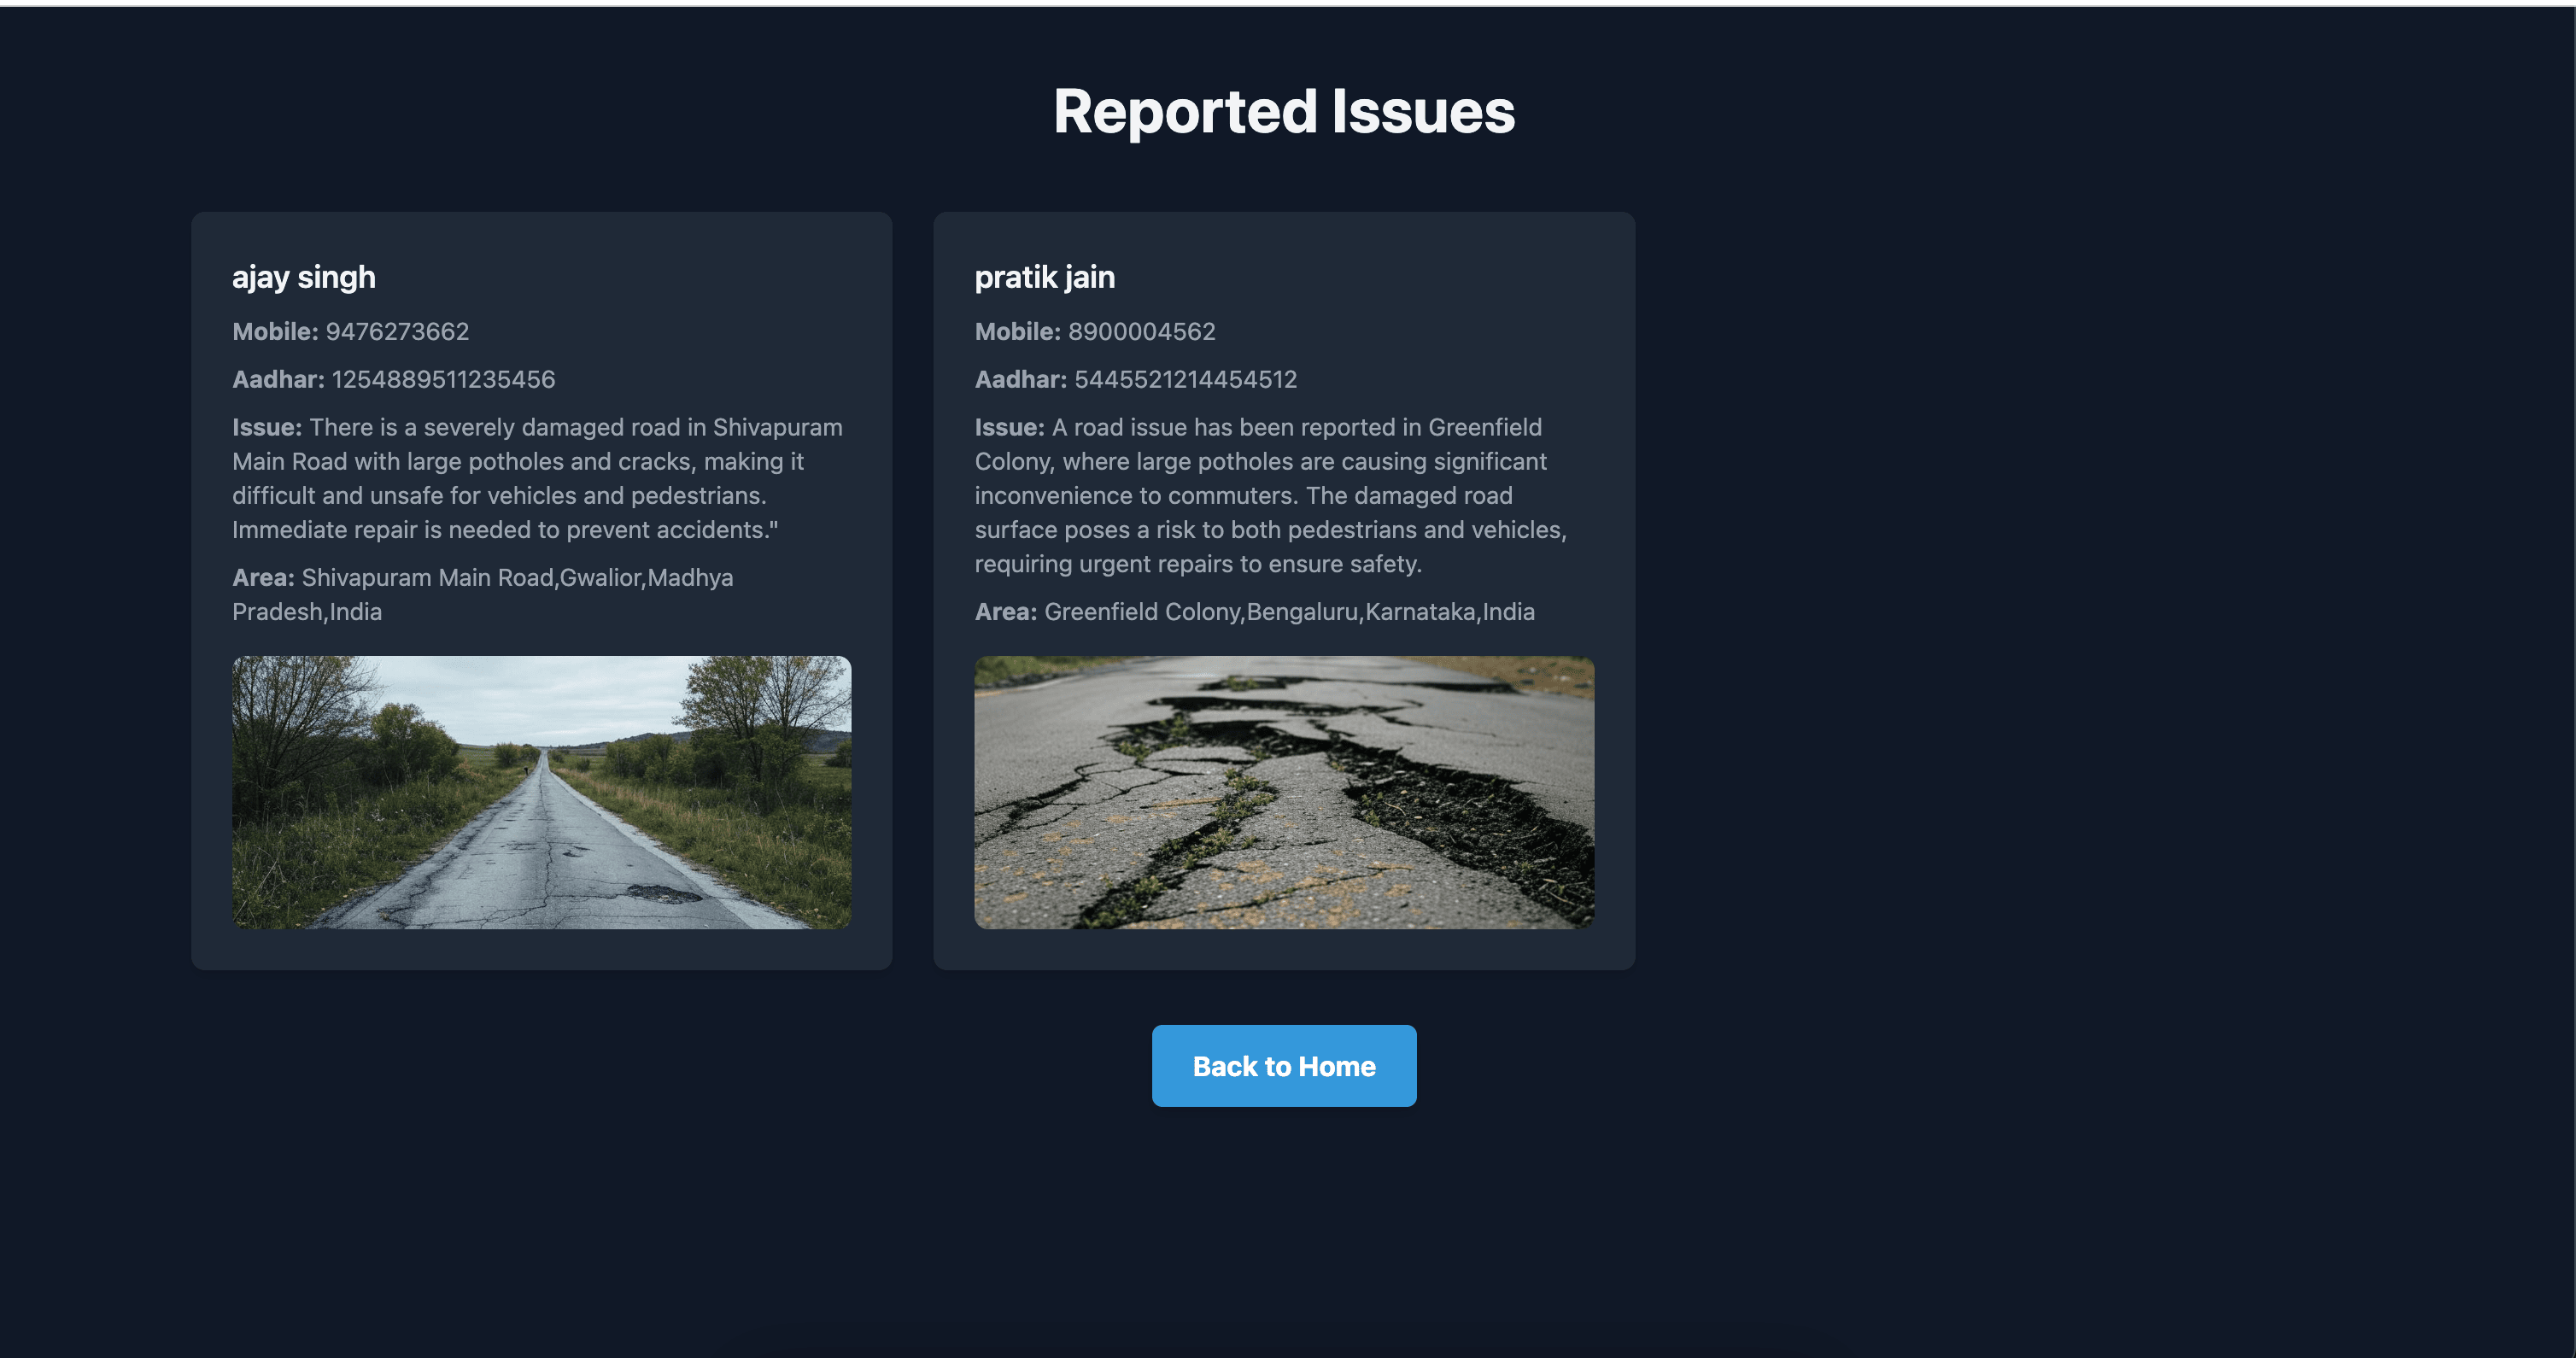 Reported Issues
ajay singh
Mobile: 9476273662
Aadhar: 1254889511235456
Issue: There is a severely damaged road in Shivapuram
Main Road with large potholes and cracks, making it
difficult and unsafe for vehicles and pedestrians.
Immediate repair is needed to prevent accidents."
Area: Shivapuram Main Road,Gwalior,Madhya
Pradesh,India
pratik jain
Mobile: 8900004562
Aadhar: 5445521214454512
Issue: A road issue has been reported in Greenfield
Colony, where large potholes are causing significant
inconvenience to commuters. The damaged road
surface poses a risk to both pedestrians and vehicles,
requiring urgent repairs to ensure safety.
Area: Greenfield Colony,Bengaluru,Karnataka,India
Back to Home